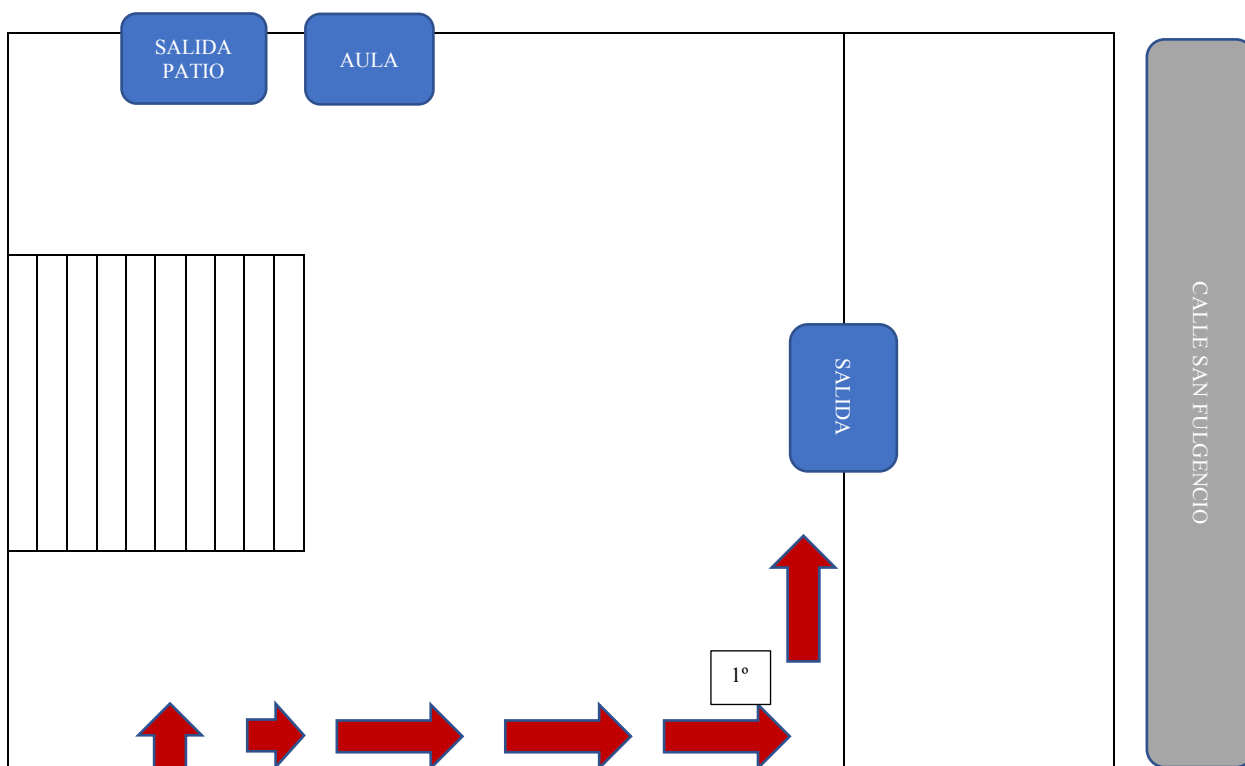 SALIDA
PATIO
AULA
SALIDA
CALLE SAN FULGENCIO
1º